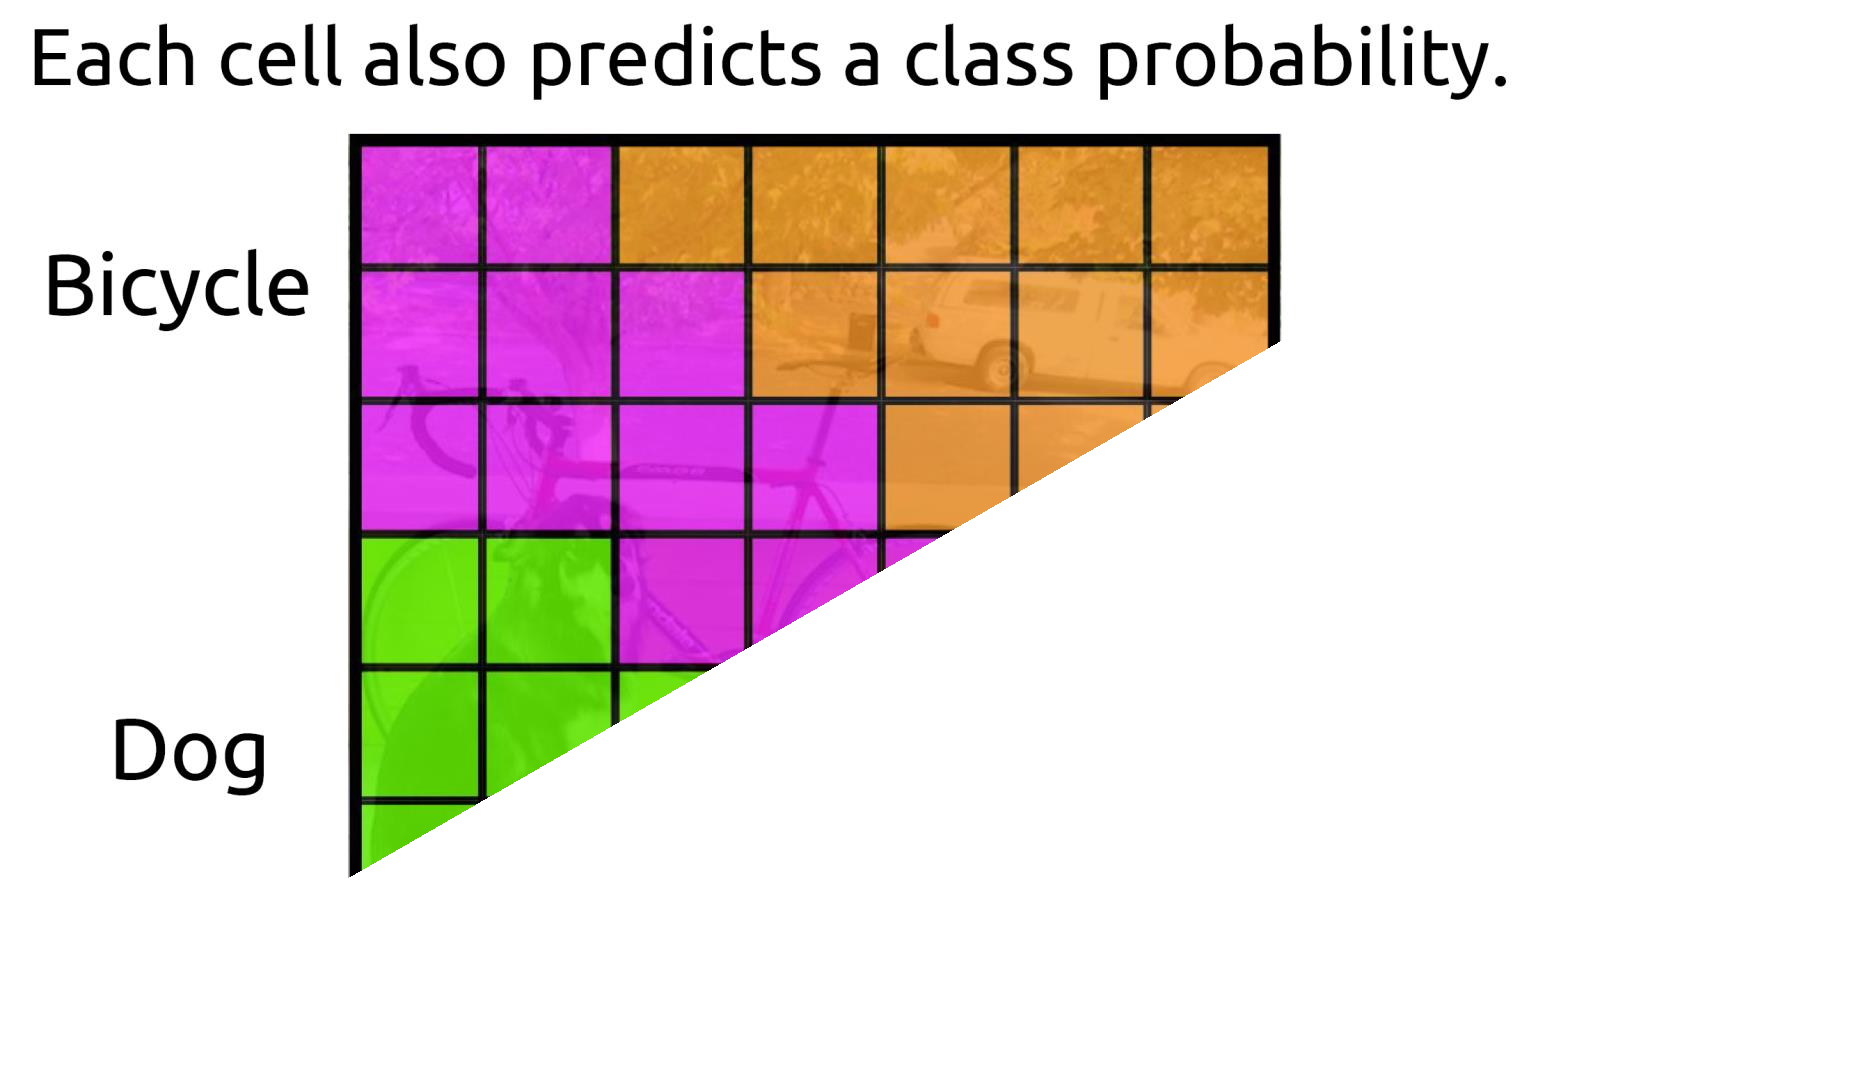 Each cell also predicts a class probability.
Bicycle
Dog